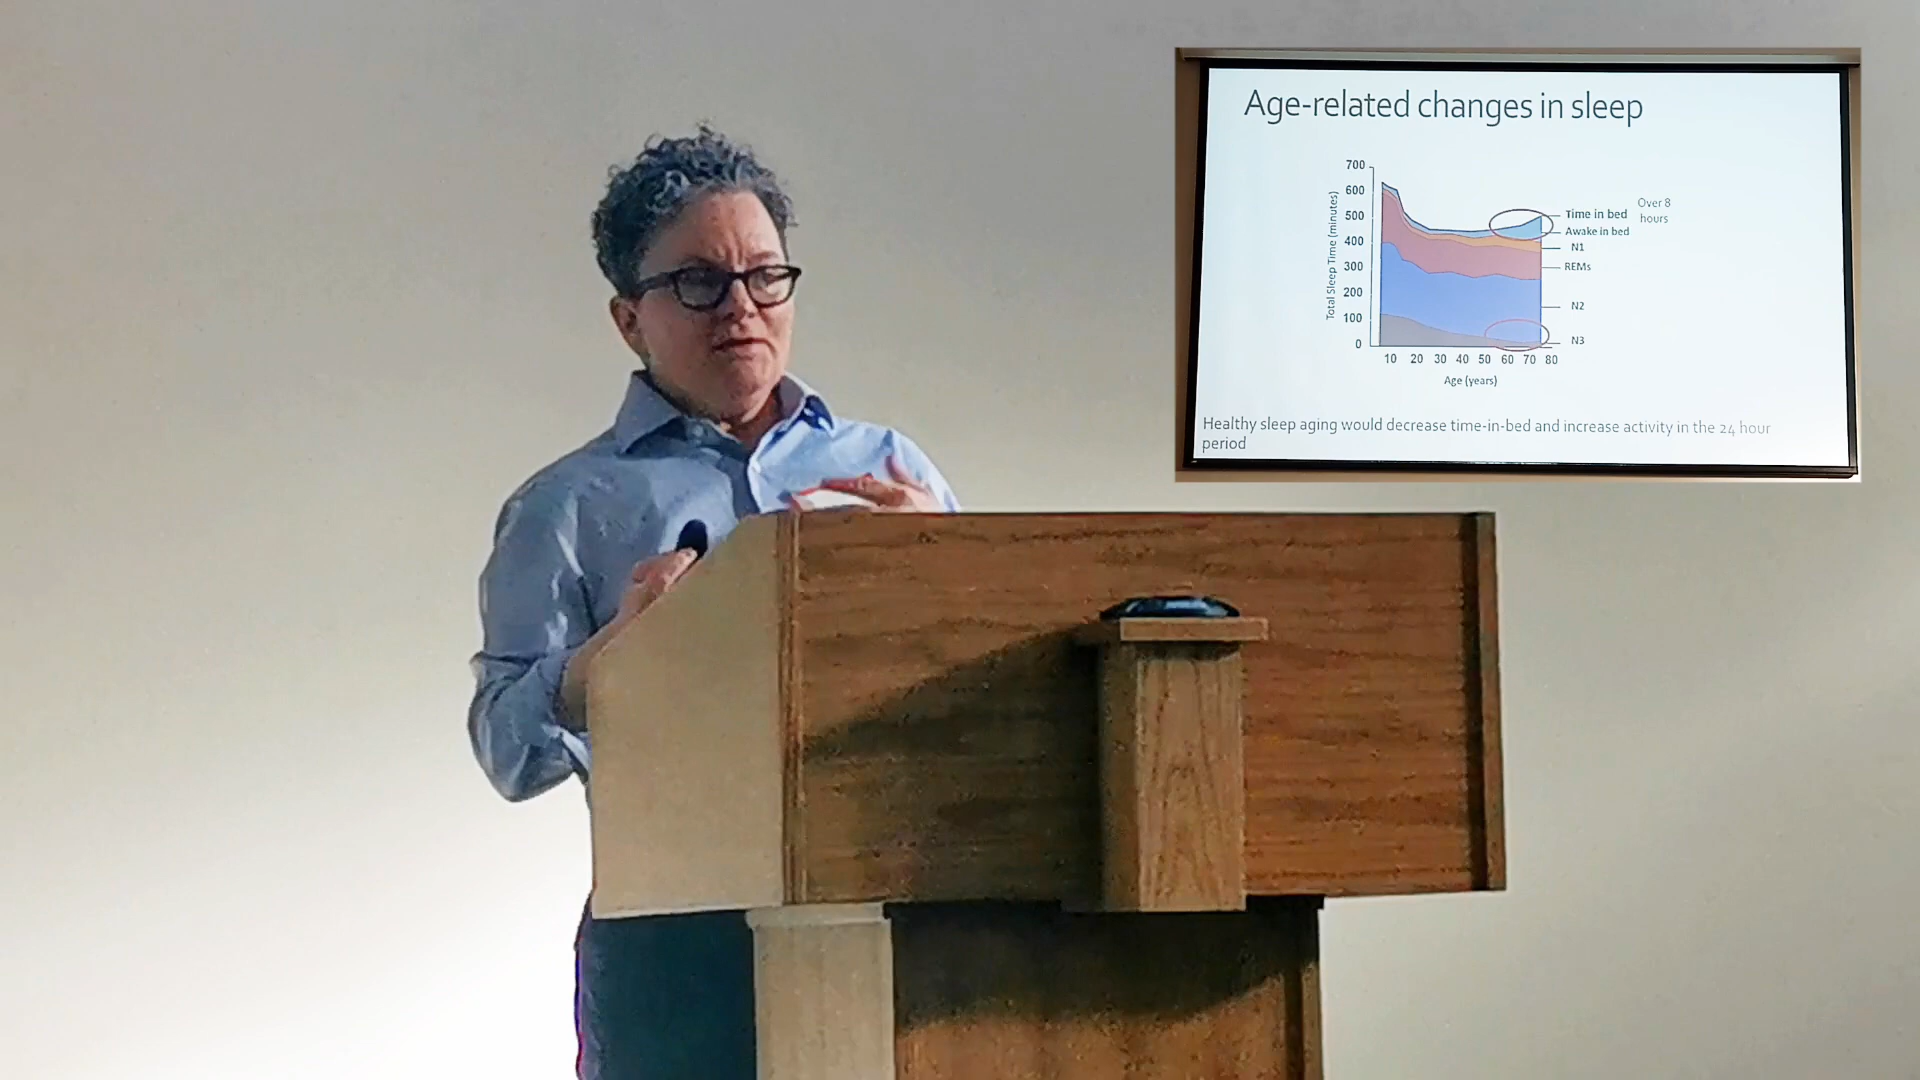 Age-related changes in sleep
700
600
500
400
300
200
100
0
Total Sleep Time (minutes)
10 20 30 40 50 60 70 80
Age (years)
Time in bed
Over 8
hours
Awake in bed
N1
REMs
N2
N3
Healthy sleep aging would decrease time-in-bed and increase activity in the 24 hour
period